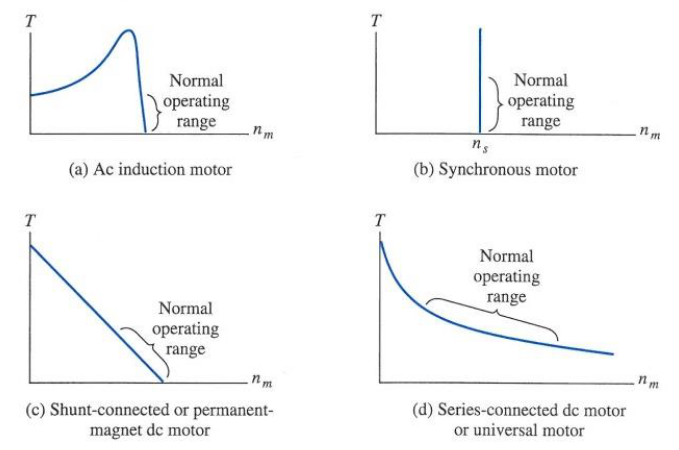 T
Normal
operating
range
n_m
(a) Ac induction motor
T
Normal
operating
range
n_s
n_m
(b) Synchronous motor
T
Normal
operating
range
n_m
(c) Shunt-connected or permanent-
magnet dc motor
T
Normal
operating
range
n_m
(d) Series-connected dc motor
or universal motor